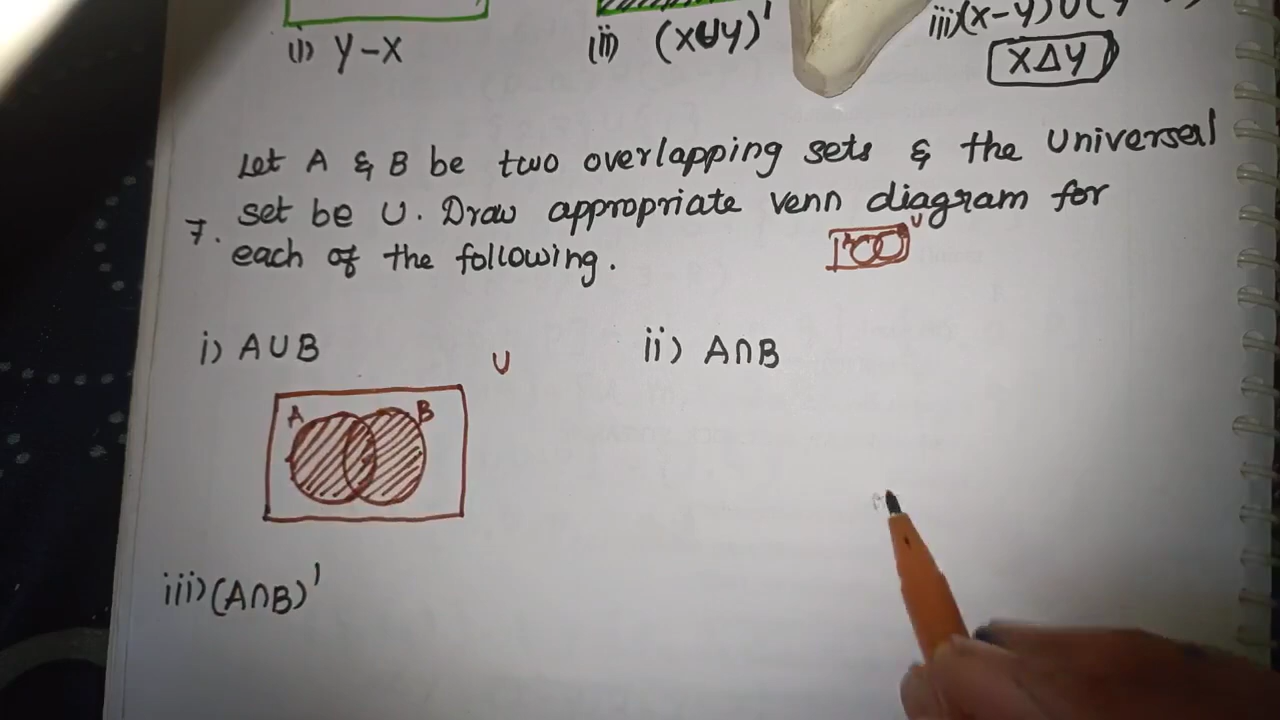 (i) Y-X (ii) (X∪Y)' iii)(X-Y)∪(Y
XΔY
Let A & B be two overlapping sets & the Universal
7. set be U. Draw appropriate venn diagram for
each of the following.
U
i) A∪B ii) A∩B
U
A B
iii) (A∩B)'